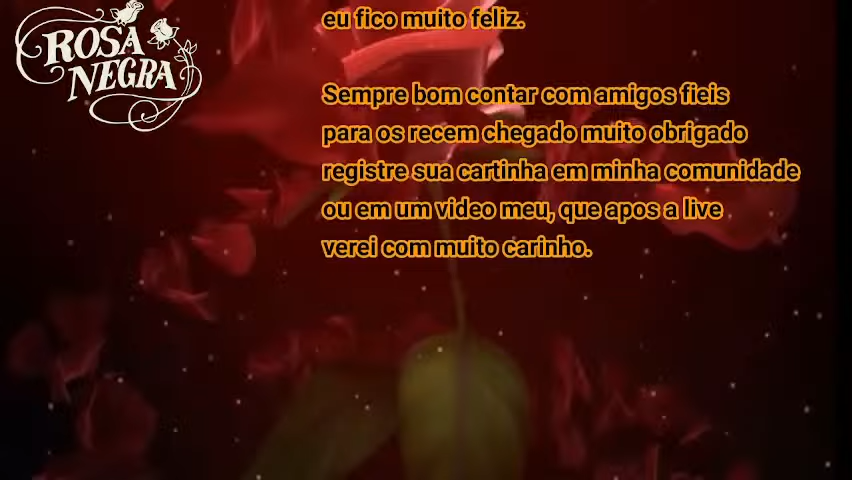 ROSA
NEGRA
eu fico muito feliz.
Sempre bom contar com amigos fieis
para os recem chegado muito obrigado
registre sua cartinha em minha comunidade
ou em um video meu, que apos a live
verei com muito carinho.